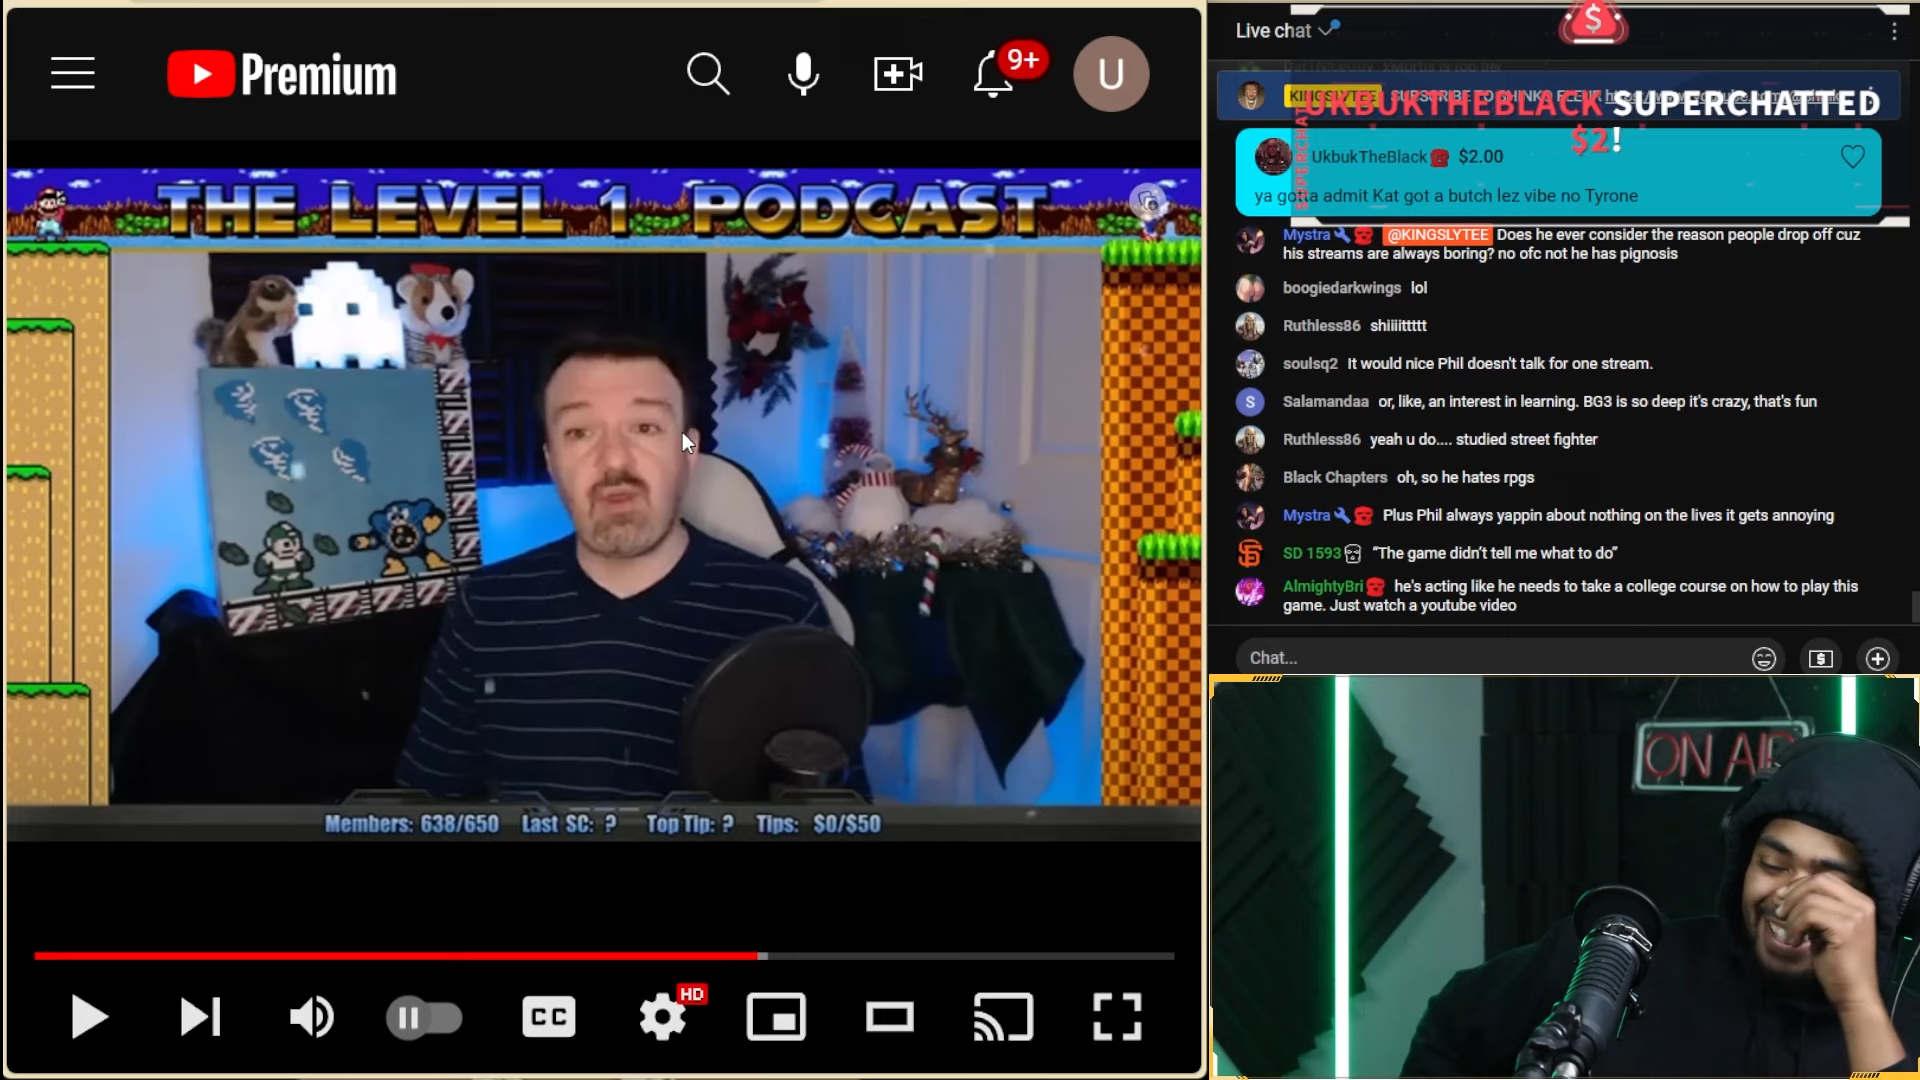 Premium
9+
U
THE LEVEL 1 PODCAST
Members: 638/650 Last SC: ? Top Tip: ? Tips: $0/$50
HD
CC
Live chat
KINGSLYTEE SUBSCRIBE TO
UKBUKTHEBLACK SUPERCHATTED
$2!
SUPERCHAT
UkbukTheBlack $2.00
ya gotta admit Kat got a butch lez vibe no Tyrone
Mystra @KINGSLYTEE Does he ever consider the reason people drop off cuz
his streams are always boring? no ofc not he has pignosis
boogiedarkwings lol
Ruthless86 shiiiittttt
soulsq2 It would nice Phil doesn't talk for one stream.
S Salamandaa or, like, an interest in learning. BG3 is so deep it's crazy, that's fun
Ruthless86 yeah u do.... studied street fighter
Black Chapters oh, so he hates rpgs
Mystra Plus Phil always yappin about nothing on the lives it gets annoying
SD 1593 “The game didn’t tell me what to do”
AlmightyBri he's acting like he needs to take a college course on how to play this
game. Just watch a youtube video
Chat...
ON AIR